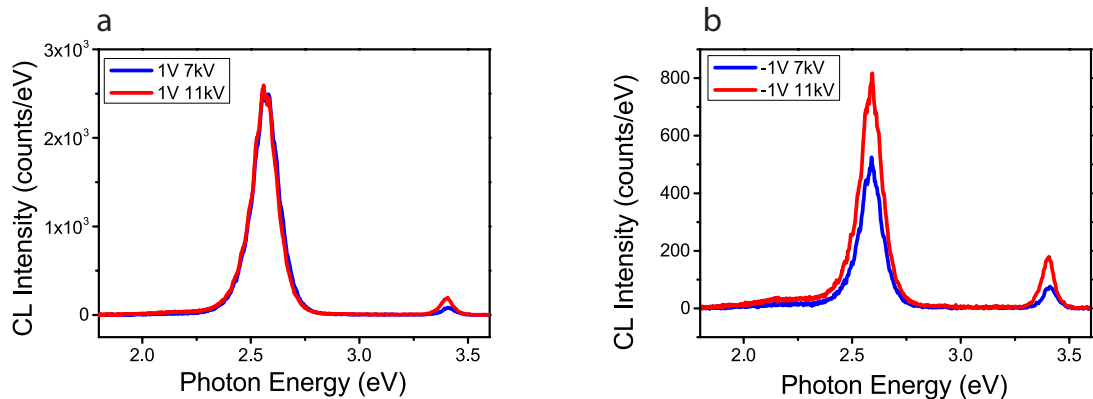 a
3x10³
2x10³
1x10³
0
1V 7kV
1V 11kV
2.0 2.5 3.0 3.5
Photon Energy (eV)
CL Intensity (counts/eV)
b
800
600
400
200
0
-1V 7kV
-1V 11kV
2.0 2.5 3.0 3.5
Photon Energy (eV)
CL Intensity (counts/eV)